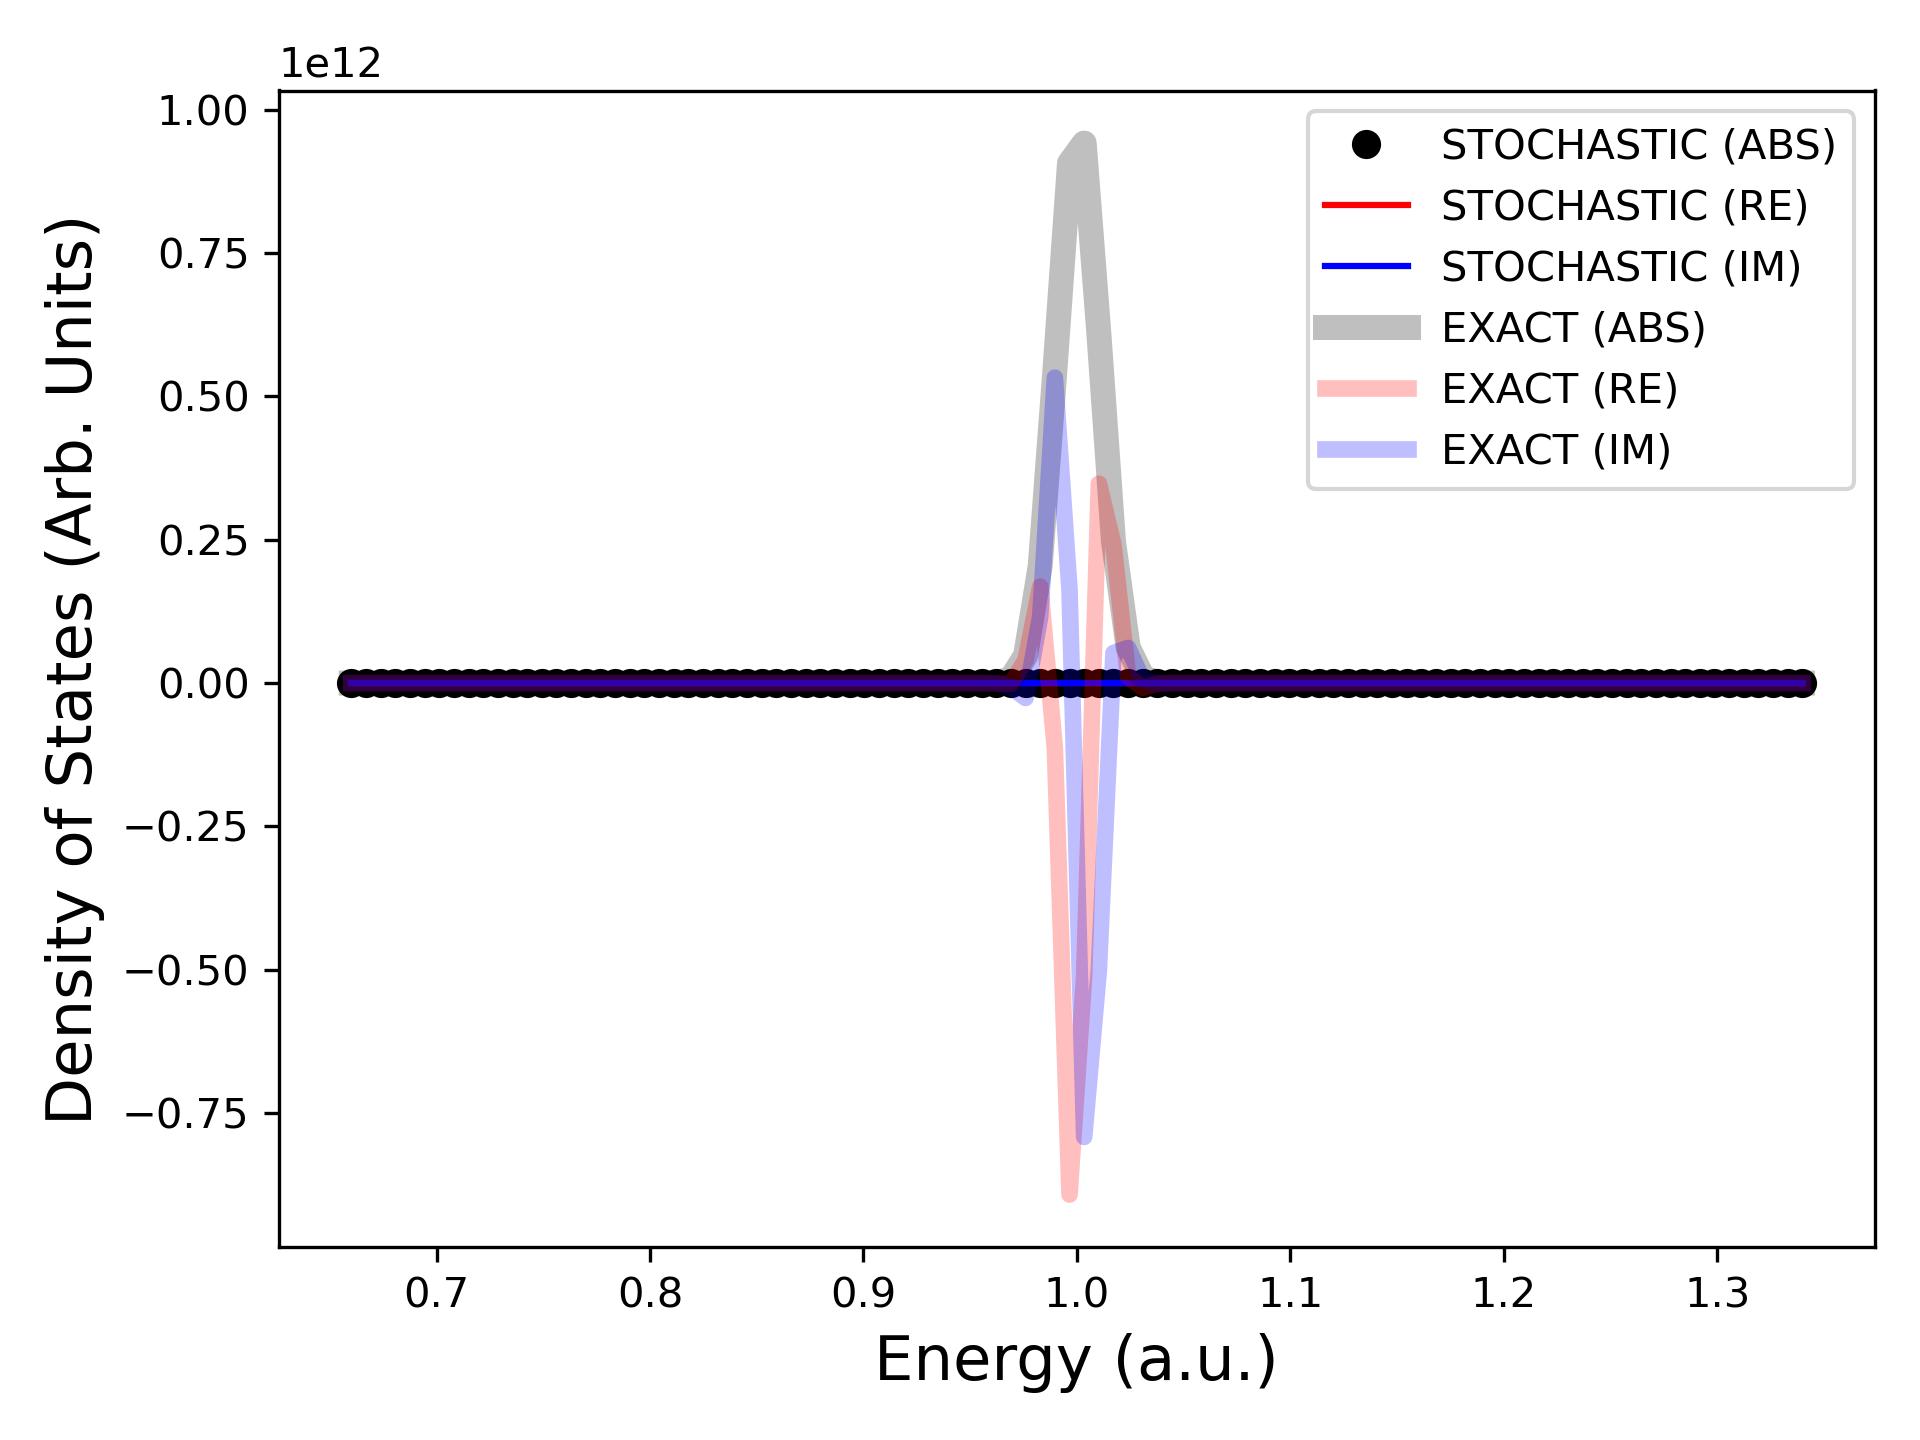 1e12
1.00
0.75
0.50
0.25
0.00
−0.25
−0.50
−0.75
Density of States (Arb. Units)
STOCHASTIC (ABS)
STOCHASTIC (RE)
STOCHASTIC (IM)
EXACT (ABS)
EXACT (RE)
EXACT (IM)
0.7 0.8 0.9 1.0 1.1 1.2 1.3
Energy (a.u.)